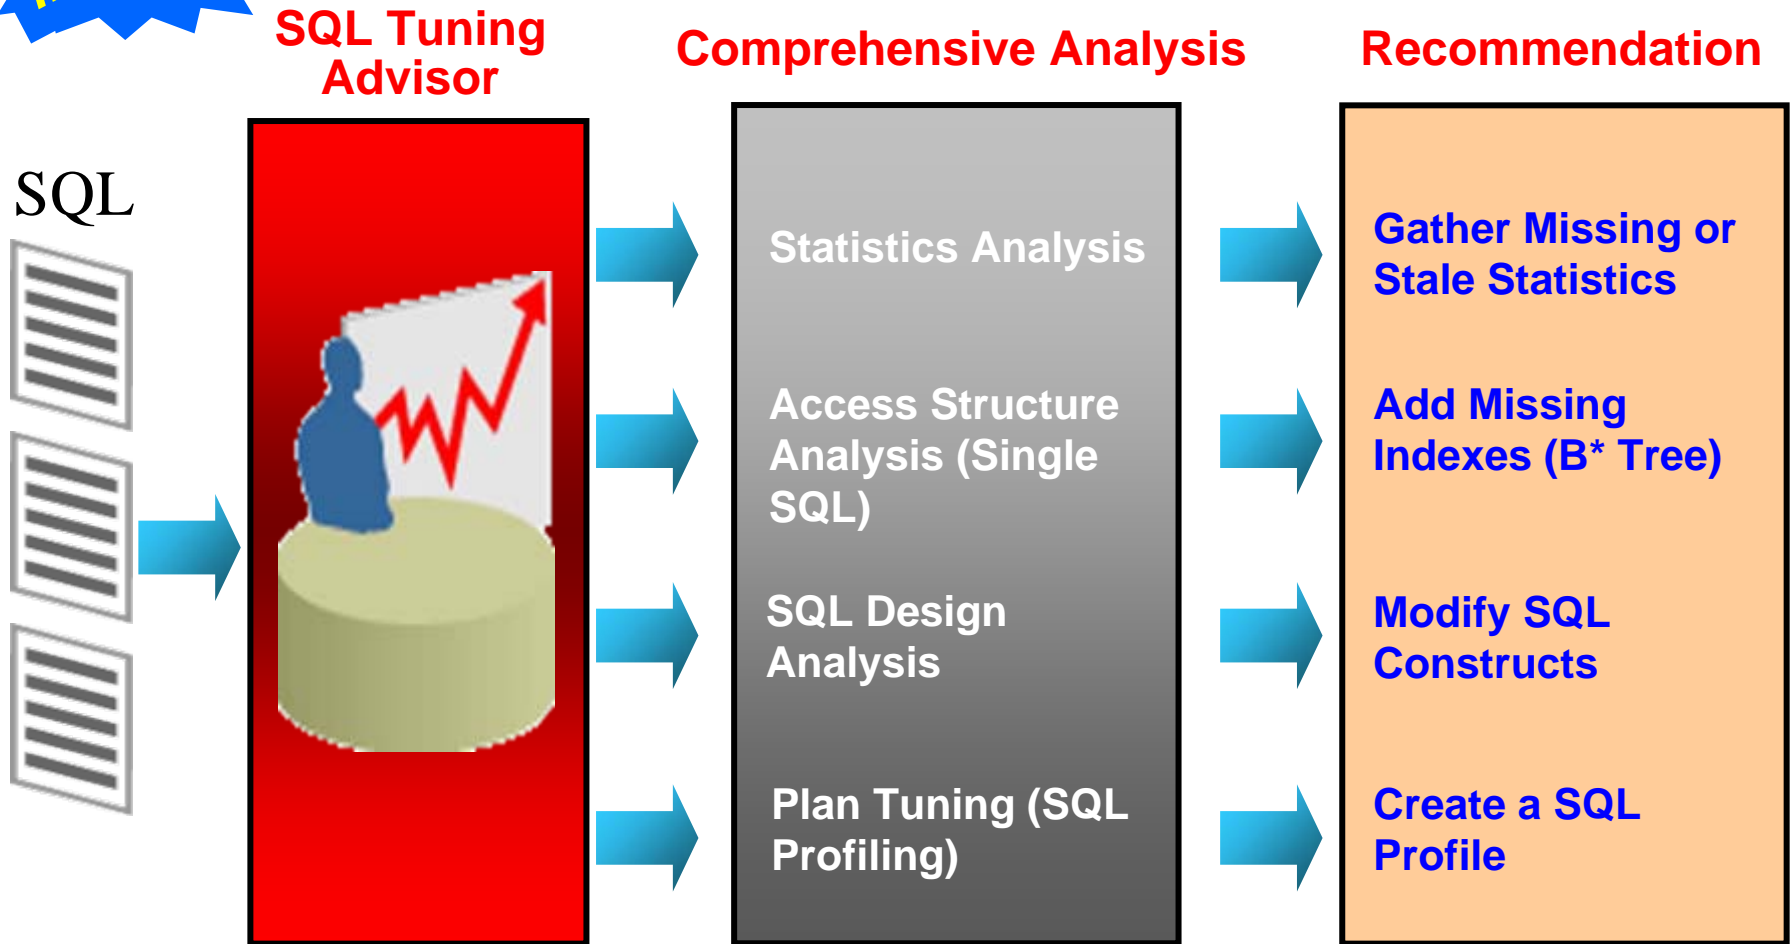 SQL Tuning
Advisor
Comprehensive Analysis
Recommendation
SQL
Statistics Analysis
Gather Missing or
Stale Statistics
Access Structure
Analysis (Single
SQL)
Add Missing
Indexes (B* Tree)
SQL Design
Analysis
Modify SQL
Constructs
Plan Tuning (SQL
Profiling)
Create a SQL
Profile